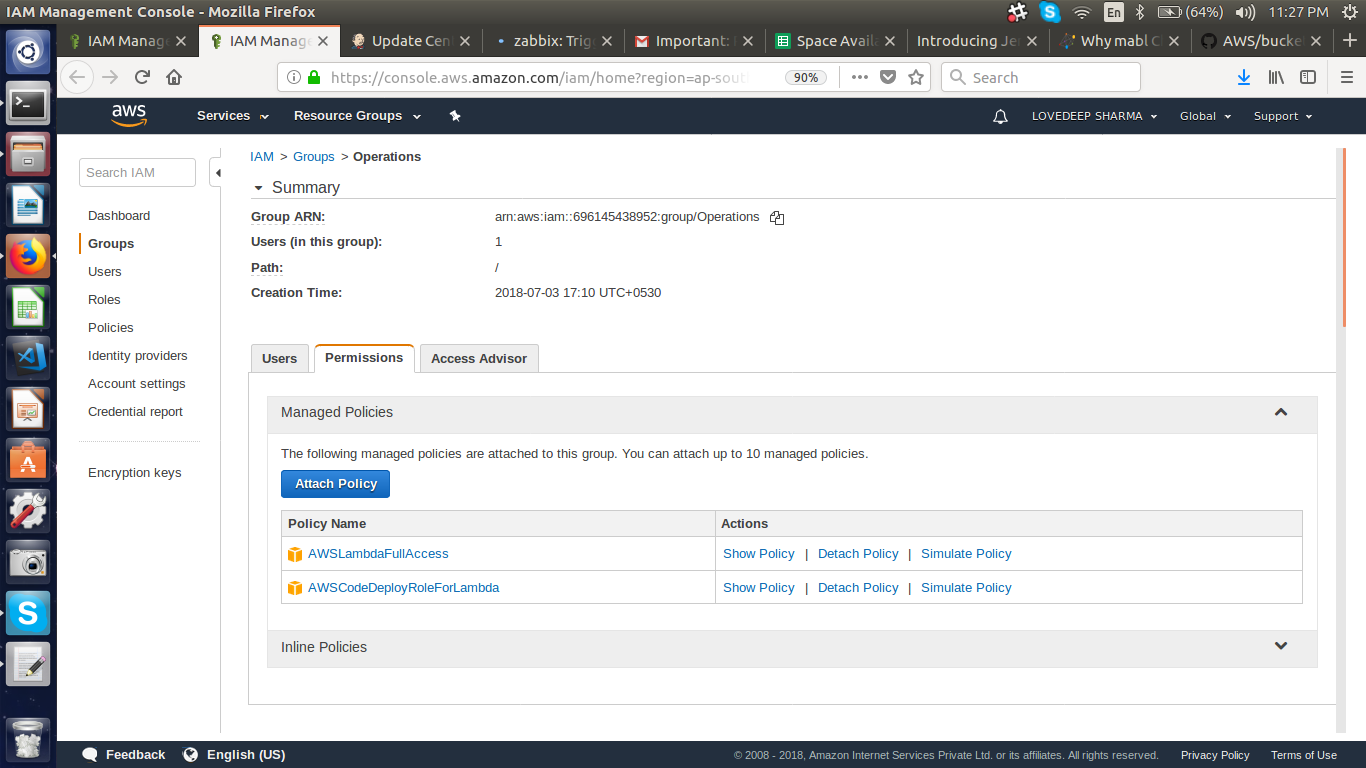 IAM Management Console - Mozilla Firefox
En (64%) 11:27 PM
IAM Manage IAM Manage Update Cen zabbix: Trig Important: Space Avail Introducing Je Why mabl C AWS/bucke
https://console.aws.amazon.com/iam/home?region=ap-sout 90% Search
aws Services Resource Groups LOVEDEEP SHARMA Global Support
Search IAM
Dashboard
Groups
Users
Roles
Policies
Identity providers
Account settings
Credential report
Encryption keys
IAM > Groups > Operations
Summary
Group ARN: arn:aws:iam::696145438952:group/Operations
Users (in this group): 1
Path: /
Creation Time: 2018-07-03 17:10 UTC+0530
Users Permissions Access Advisor
Managed Policies
The following managed policies are attached to this group. You can attach up to 10 managed policies.
Attach Policy
Policy Name Actions
AWSLambdaFullAccess Show Policy | Detach Policy | Simulate Policy
AWSCodeDeployRoleForLambda Show Policy | Detach Policy | Simulate Policy
Inline Policies
Feedback English (US) © 2008 - 2018, Amazon Internet Services Private Ltd. or its affiliates. All rights reserved. Privacy Policy Terms of Use